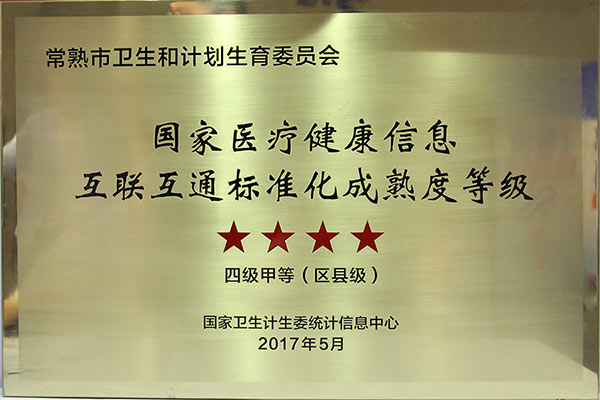 常熟市卫生和计划生育委员会
国家医疗健康信息
互联互通标准化成熟度等级
★★★★
四级甲等（区县级）
国家卫生计生委统计信息中心
2017年5月